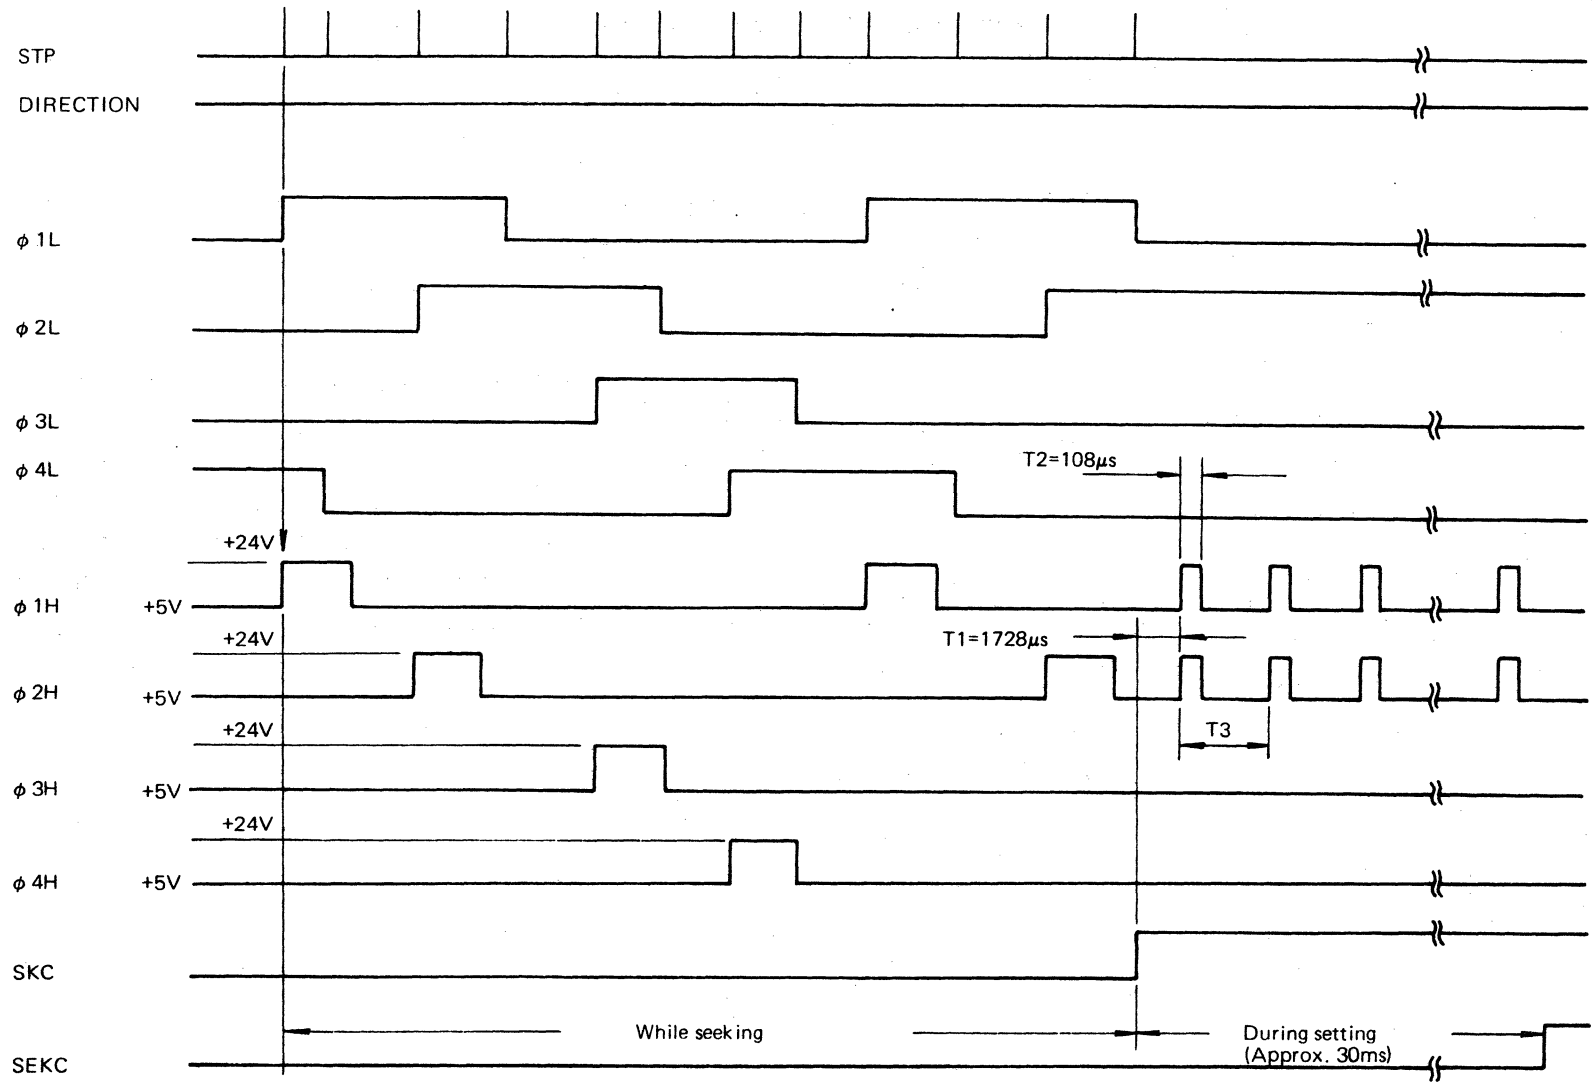 STP
DIRECTION
φ 1L
φ 2L
φ 3L
φ 4L
T2=108μs
+24V
φ 1H +5V
T1=1728μs
+24V
φ 2H +5V
T3
+24V
φ 3H +5V
+24V
φ 4H +5V
SKC
While seeking
During setting
(Approx. 30ms)
SEKC